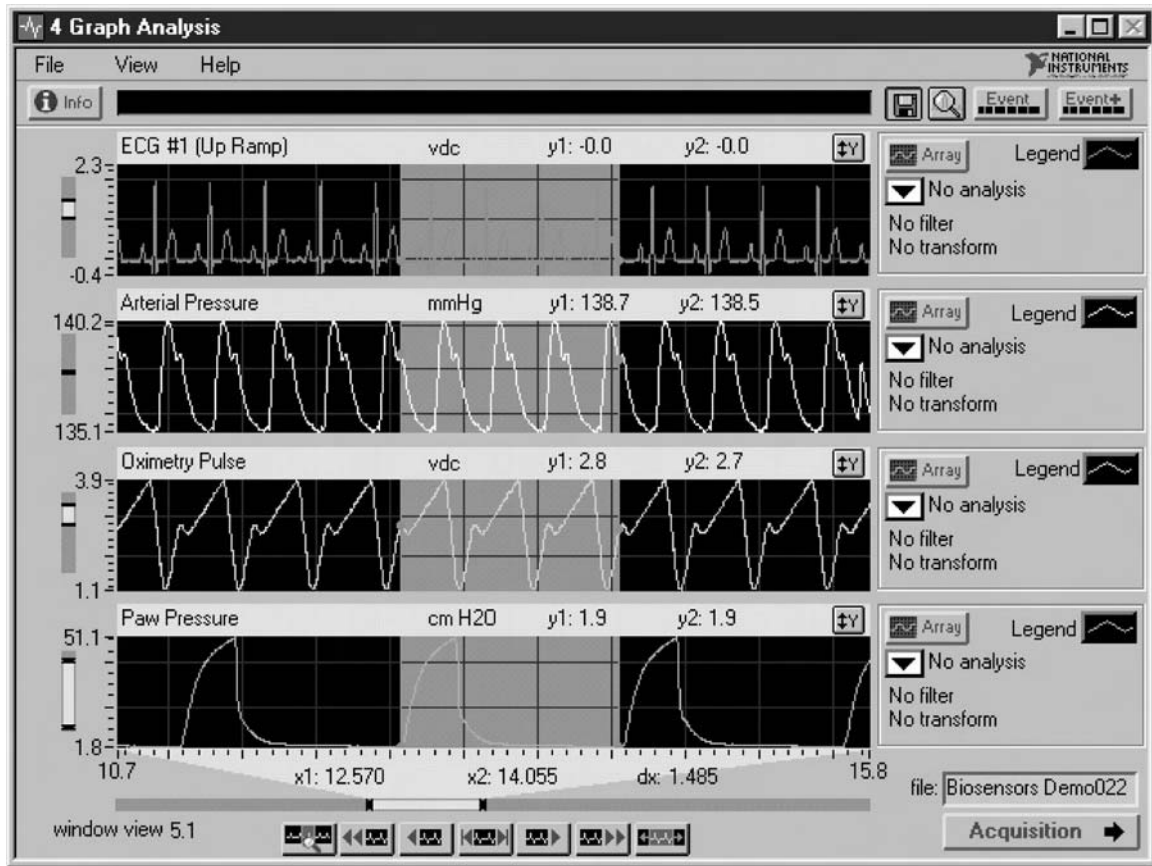 4 Graph Analysis
File View Help
NATIONAL INSTRUMENTS
Info
Event
Event+
ECG #1 (Up Ramp) vdc y1: -0.0 y2: -0.0 Y
2.3
-0.4
Array Legend
No analysis
No filter
No transform
Arterial Pressure mmHg y1: 138.7 y2: 138.5 Y
140.2
135.1
Array Legend
No analysis
No filter
No transform
Oximetry Pulse vdc y1: 2.8 y2: 2.7 Y
3.9
1.1
Array Legend
No analysis
No filter
No transform
Paw Pressure cm H2O y1: 1.9 y2: 1.9 Y
51.1
1.8
Array Legend
No analysis
No filter
No transform
10.7 x1: 12.570 x2: 14.055 dx: 1.485 15.8
file: Biosensors Demo022
window view 5.1
Acquisition